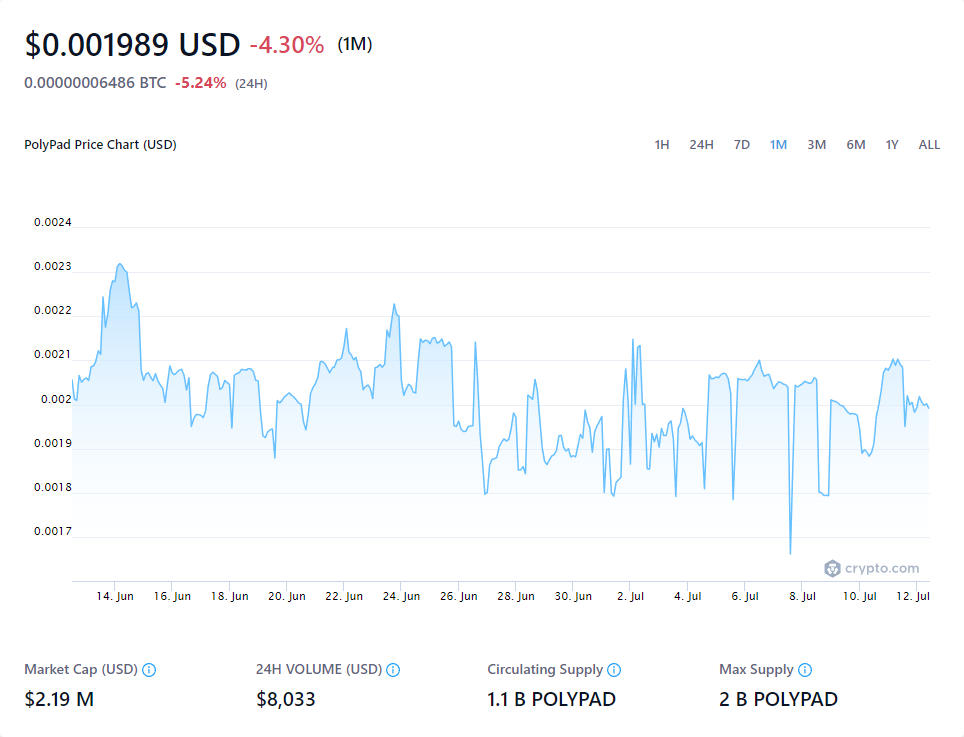 $0.001989 USD -4.30% (1M)
0.00000006486 BTC -5.24% (24H)
PolyPad Price Chart (USD) 1H 24H 7D 1M 3M 6M 1Y ALL
0.0024
0.0023
0.0022
0.0021
0.002
0.0019
0.0018
0.0017
crypto.com
14. Jun 16. Jun 18. Jun 20. Jun 22. Jun 24. Jun 26. Jun 28. Jun 30. Jun 2. Jul 4. Jul 6. Jul 8. Jul 10. Jul 12. Jul
Market Cap (USD) 24H VOLUME (USD) Circulating Supply Max Supply
$2.19 M $8,033 1.1 B POLYPAD 2 B POLYPAD